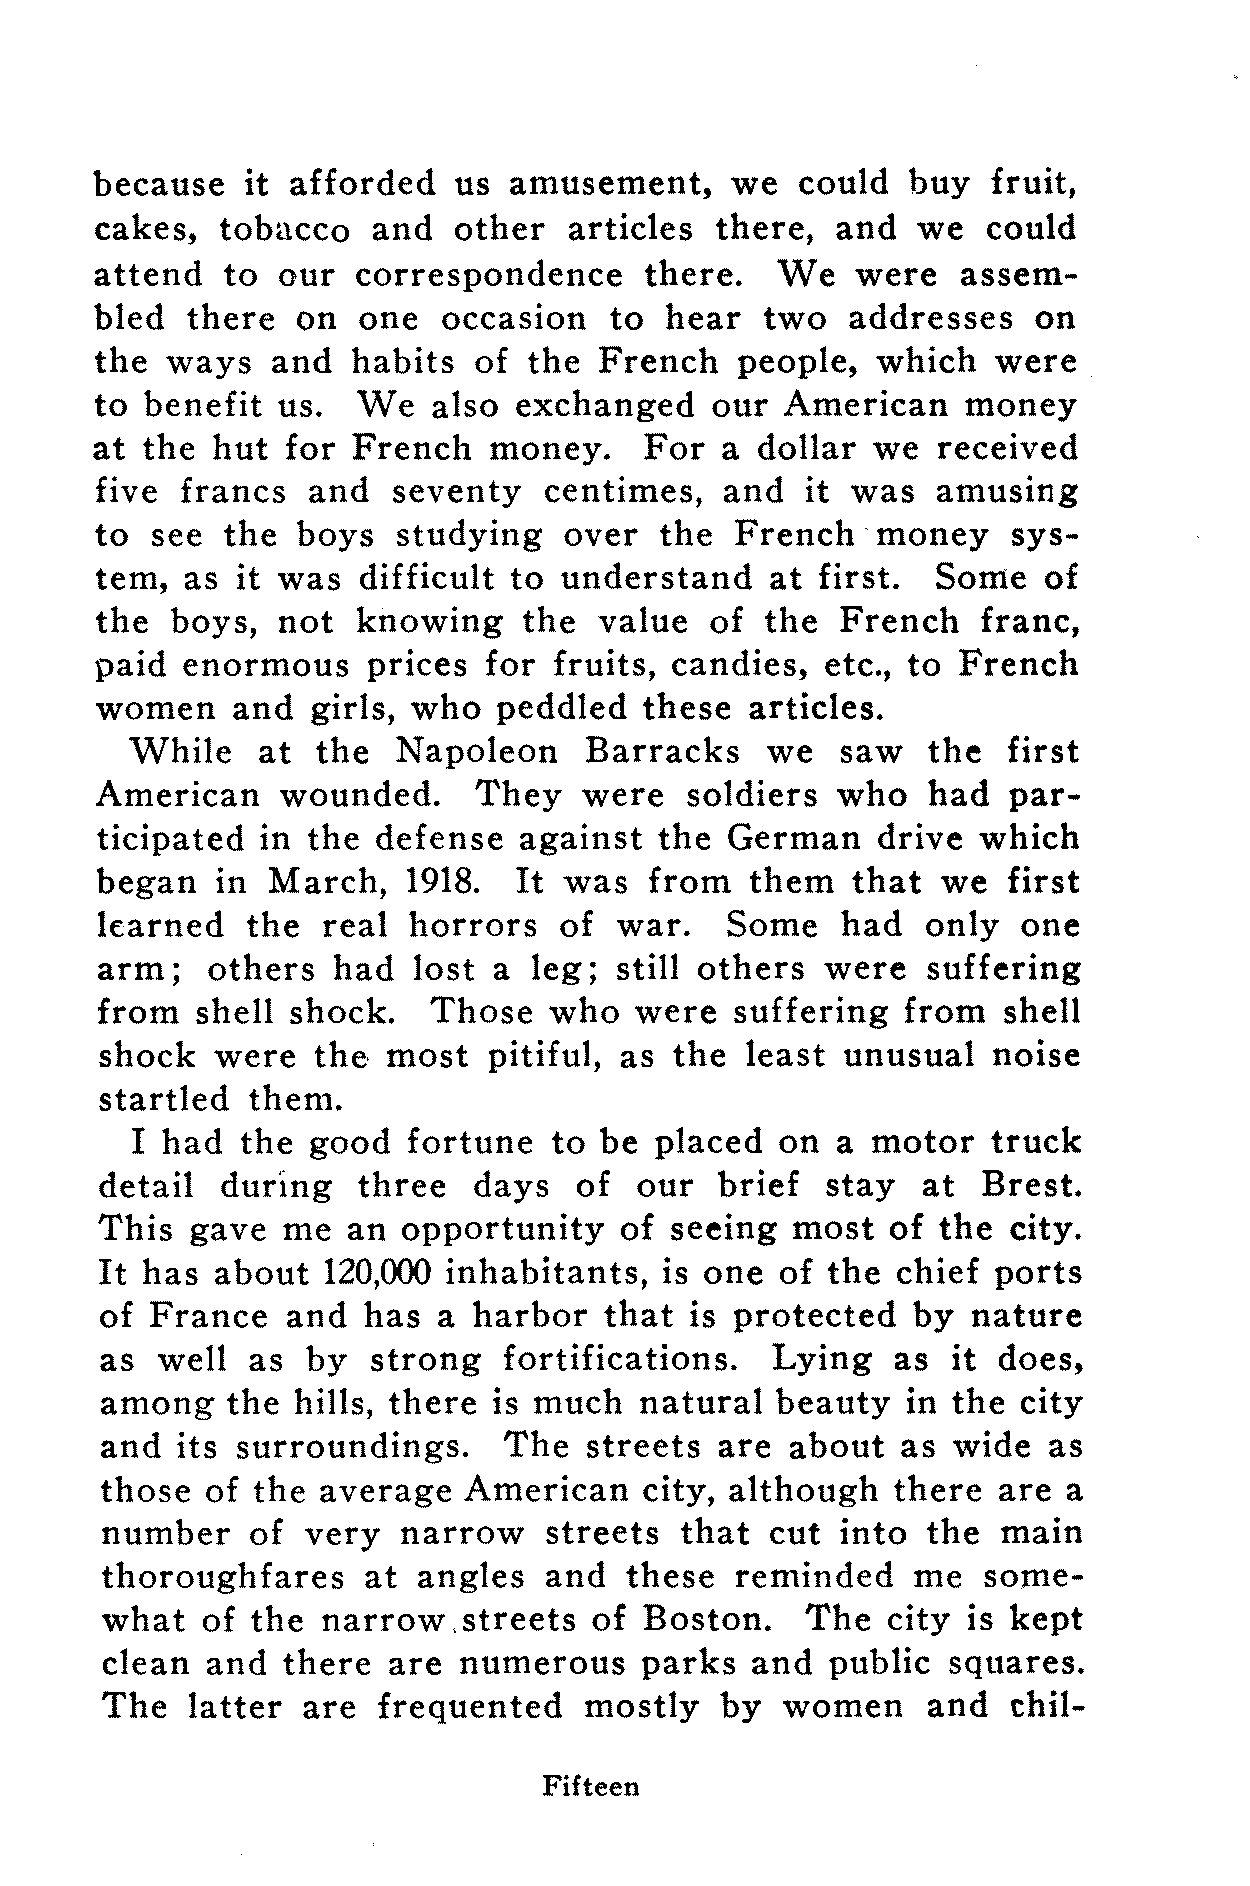 because it afforded us amusement, we could buy fruit,
cakes, tobacco and other articles there, and we could
attend to our correspondence there. We were assem-
bled there on one occasion to hear two addresses on
the ways and habits of the French people, which were
to benefit us. We also exchanged our American money
at the hut for French money. For a dollar we received
five francs and seventy centimes, and it was amusing
to see the boys studying over the French money sys-
tem, as it was difficult to understand at first. Some of
the boys, not knowing the value of the French franc,
paid enormous prices for fruits, candies, etc., to French
women and girls, who peddled these articles.
While at the Napoleon Barracks we saw the first
American wounded. They were soldiers who had par-
ticipated in the defense against the German drive which
began in March, 1918. It was from them that we first
learned the real horrors of war. Some had only one
arm; others had lost a leg; still others were suffering
from shell shock. Those who were suffering from shell
shock were the most pitiful, as the least unusual noise
startled them.
I had the good fortune to be placed on a motor truck
detail during three days of our brief stay at Brest.
This gave me an opportunity of seeing most of the city.
It has about 120,000 inhabitants, is one of the chief ports
of France and has a harbor that is protected by nature
as well as by strong fortifications. Lying as it does,
among the hills, there is much natural beauty in the city
and its surroundings. The streets are about as wide as
those of the average American city, although there are a
number of very narrow streets that cut into the main
thoroughfares at angles and these reminded me some-
what of the narrow streets of Boston. The city is kept
clean and there are numerous parks and public squares.
The latter are frequented mostly by women and chil-
Fifteen